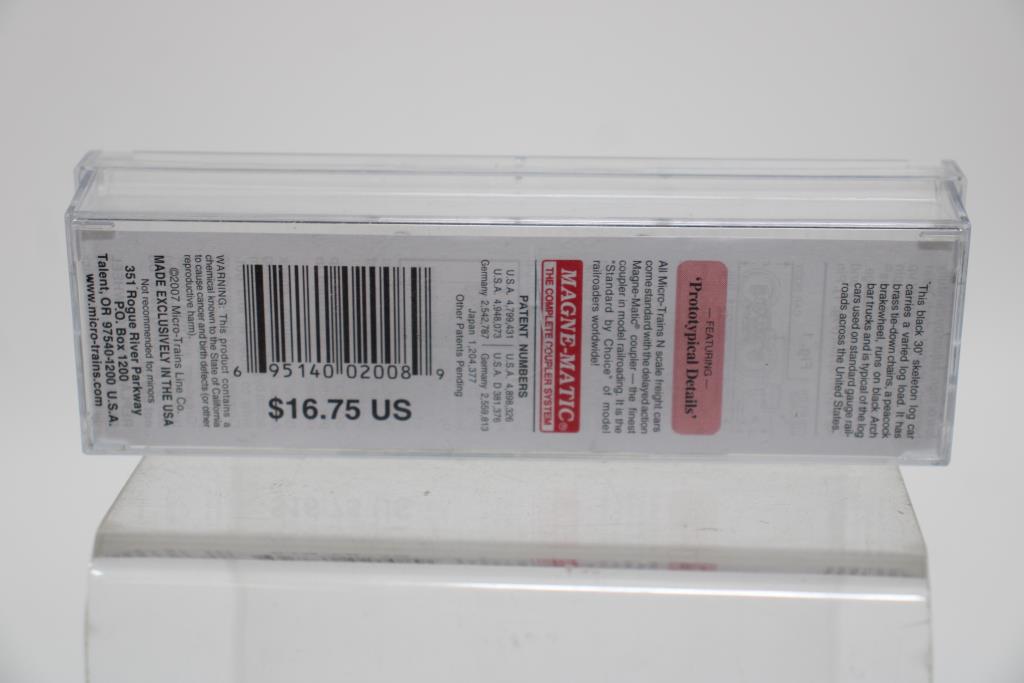 This black 30' skeleton log car
carries a varied log load. It has
brass tie-down chains, a peacock
brakewheel, runs on black Arch
bar trucks and is typical of the log
cars used on standard gauge rail-
roads across the United States.
— FEATURING —
'Prototypical Details'
All Micro-Trains N scale freight cars
come standard with the delayed action
Magne-Matic® coupler — the finest
coupler in model railroading. It is the
"Standard by Choice" of model
railroaders worldwide!
MAGNE-MATIC®
THE COMPLETE COUPLER SYSTEM
PATENT NUMBERS
U.S.A. 4,799,431 U.S.A. 4,898,326
U.S.A. 4,948,073 U.S.A. D 381,376
Germany 2,542,787 Germany 2,559,813
Japan 1,204,377
Other Patents Pending
6 95140 02008 9
$16.75 US
WARNING: This product contains a
chemical known to the State of California
to cause cancer and birth defects (or other
reproductive harm).
©2007 Micro-Trains Line Co.
MADE EXCLUSIVELY IN THE USA
Not recommended for minors
351 Rogue River Parkway
P.O. Box 1200
Talent, OR 97540-1200 U.S.A.
www.micro-trains.com